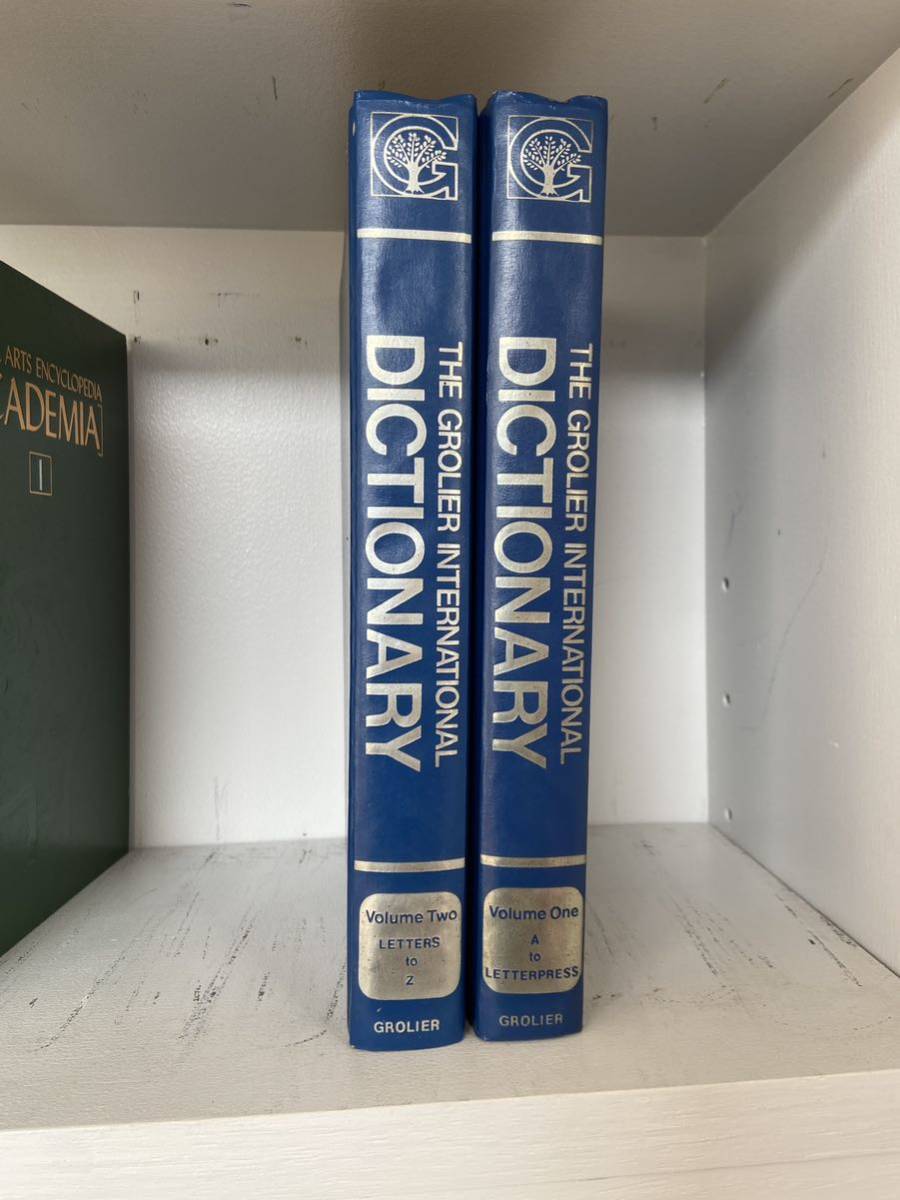 ARTS ENCYCLOPEDIA
ADEMIA]
1
THE GROLIER INTERNATIONAL
DICTIONARY
Volume Two
LETTERS
to
Z
GROLIER
THE GROLIER INTERNATIONAL
DICTIONARY
Volume One
A
to
LETTERPRESS
GROLIER